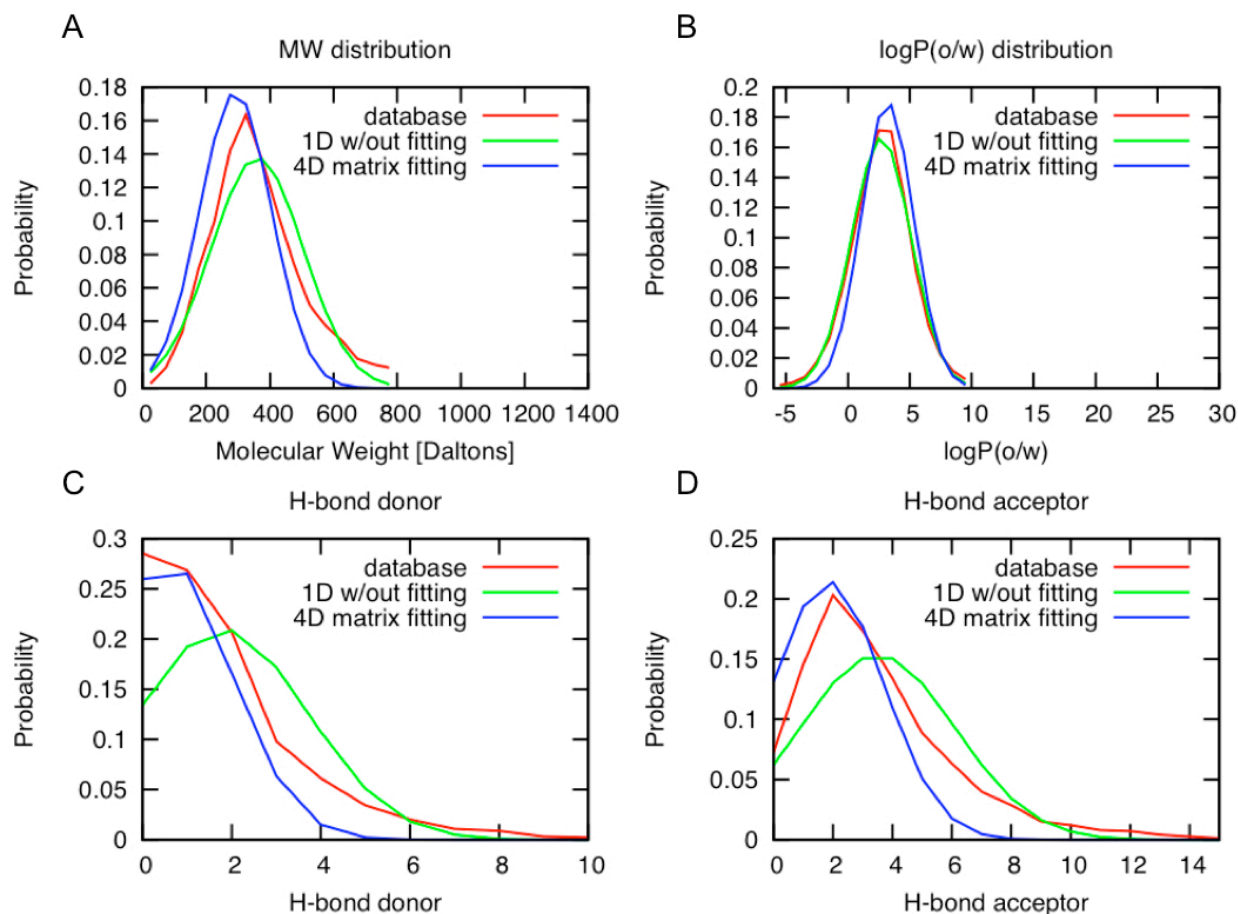 A
MW distribution
0.18
0.16
0.14
0.12
0.1
0.08
0.06
0.04
0.02
0
Probability
database
1D w/out fitting
4D matrix fitting
0 200 400 600 800 1000 1200 1400
Molecular Weight [Daltons]
B
logP(o/w) distribution
0.2
0.18
0.16
0.14
0.12
0.1
0.08
0.06
0.04
0.02
0
Probability
database
1D w/out fitting
4D matrix fitting
-5 0 5 10 15 20 25 30
logP(o/w)
C
H-bond donor
0.3
0.25
0.2
0.15
0.1
0.05
0
Probability
database
1D w/out fitting
4D matrix fitting
0 2 4 6 8 10
H-bond donor
D
H-bond acceptor
0.25
0.2
0.15
0.1
0.05
0
Probability
database
1D w/out fitting
4D matrix fitting
0 2 4 6 8 10 12 14
H-bond acceptor